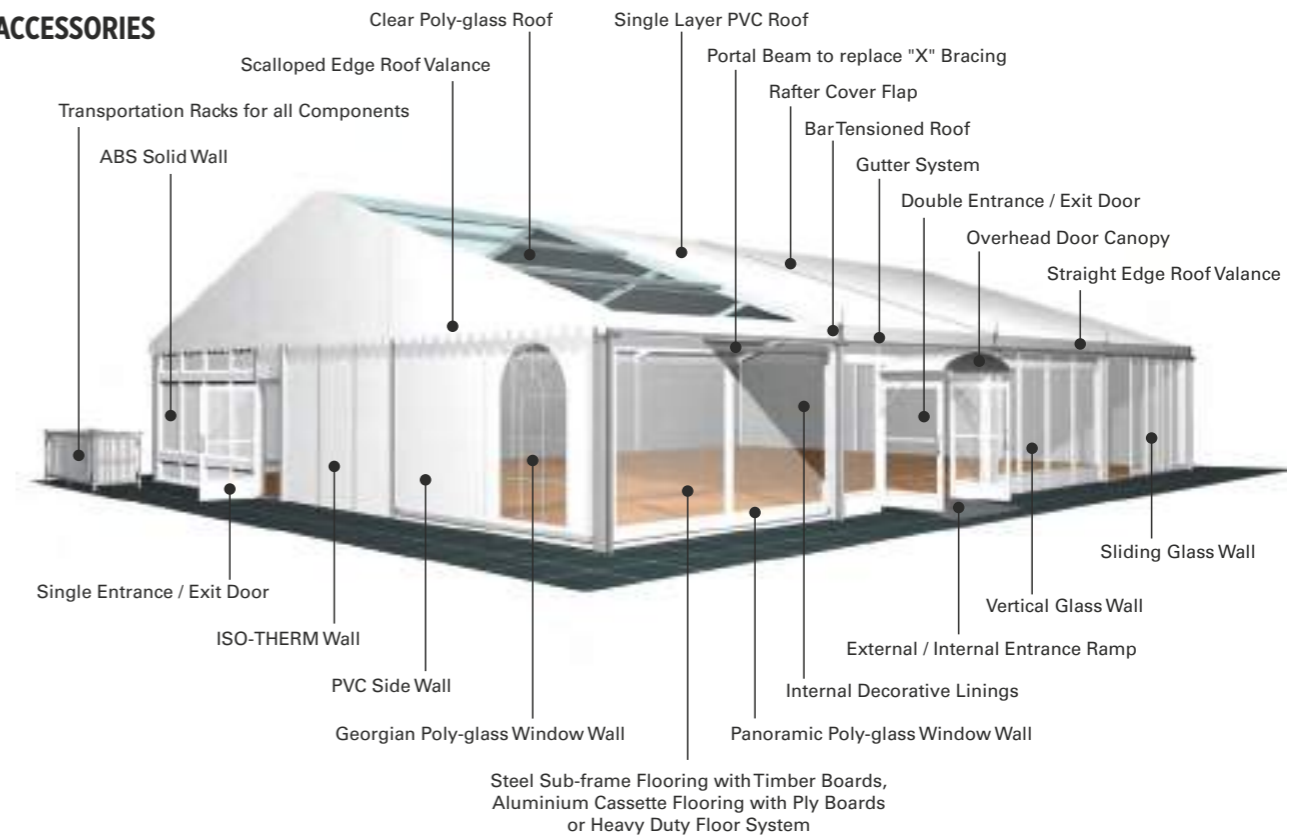 ACCESSORIES
Clear Poly-glass Roof
Single Layer PVC Roof
Scalloped Edge Roof Valance
Portal Beam to replace "X" Bracing
Transportation Racks for all Components
Rafter Cover Flap
ABS Solid Wall
Bar Tensioned Roof
Gutter System
Double Entrance / Exit Door
Overhead Door Canopy
Straight Edge Roof Valance
Sliding Glass Wall
Single Entrance / Exit Door
Vertical Glass Wall
ISO-THERM Wall
External / Internal Entrance Ramp
PVC Side Wall
Internal Decorative Linings
Georgian Poly-glass Window Wall
Panoramic Poly-glass Window Wall
Steel Sub-frame Flooring with Timber Boards,
Aluminium Cassette Flooring with Ply Boards
or Heavy Duty Floor System